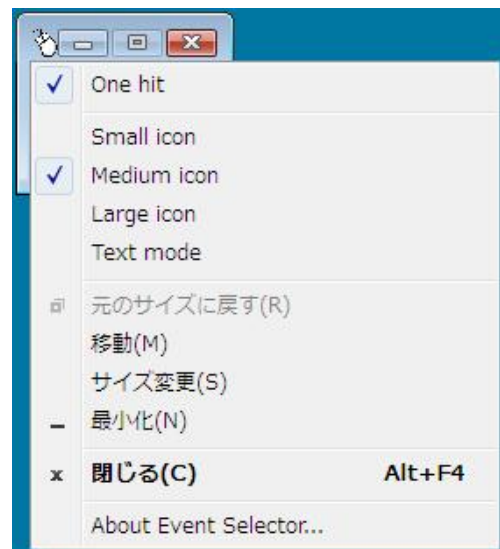 One hit
Small icon
Medium icon
Large icon
Text mode
元のサイズに戻す(R)
移動(M)
サイズ変更(S)
最小化(N)
閉じる(C) Alt+F4
About Event Selector...